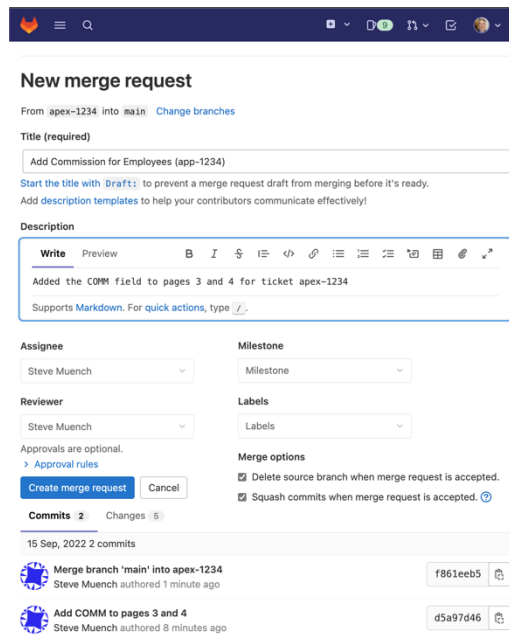 9
New merge request
From apex-1234 into main Change branches
Title (required)
Add Commission for Employees (app-1234)
Start the title with Draft: to prevent a merge request draft from merging before it's ready.
Add description templates to help your contributors communicate effectively!
Description
Write Preview
Added the COMM field to pages 3 and 4 for ticket apex-1234
Supports Markdown. For quick actions, type /.
Assignee
Steve Muench
Milestone
Milestone
Reviewer
Steve Muench
Labels
Labels
Approvals are optional.
> Approval rules
Merge options
Delete source branch when merge request is accepted.
Squash commits when merge request is accepted.
Create merge request Cancel
Commits 2 Changes 5
15 Sep, 2022 2 commits
Merge branch 'main' into apex-1234
Steve Muench authored 1 minute ago
f861eeb5
Add COMM to pages 3 and 4
Steve Muench authored 8 minutes ago
d5a97d46